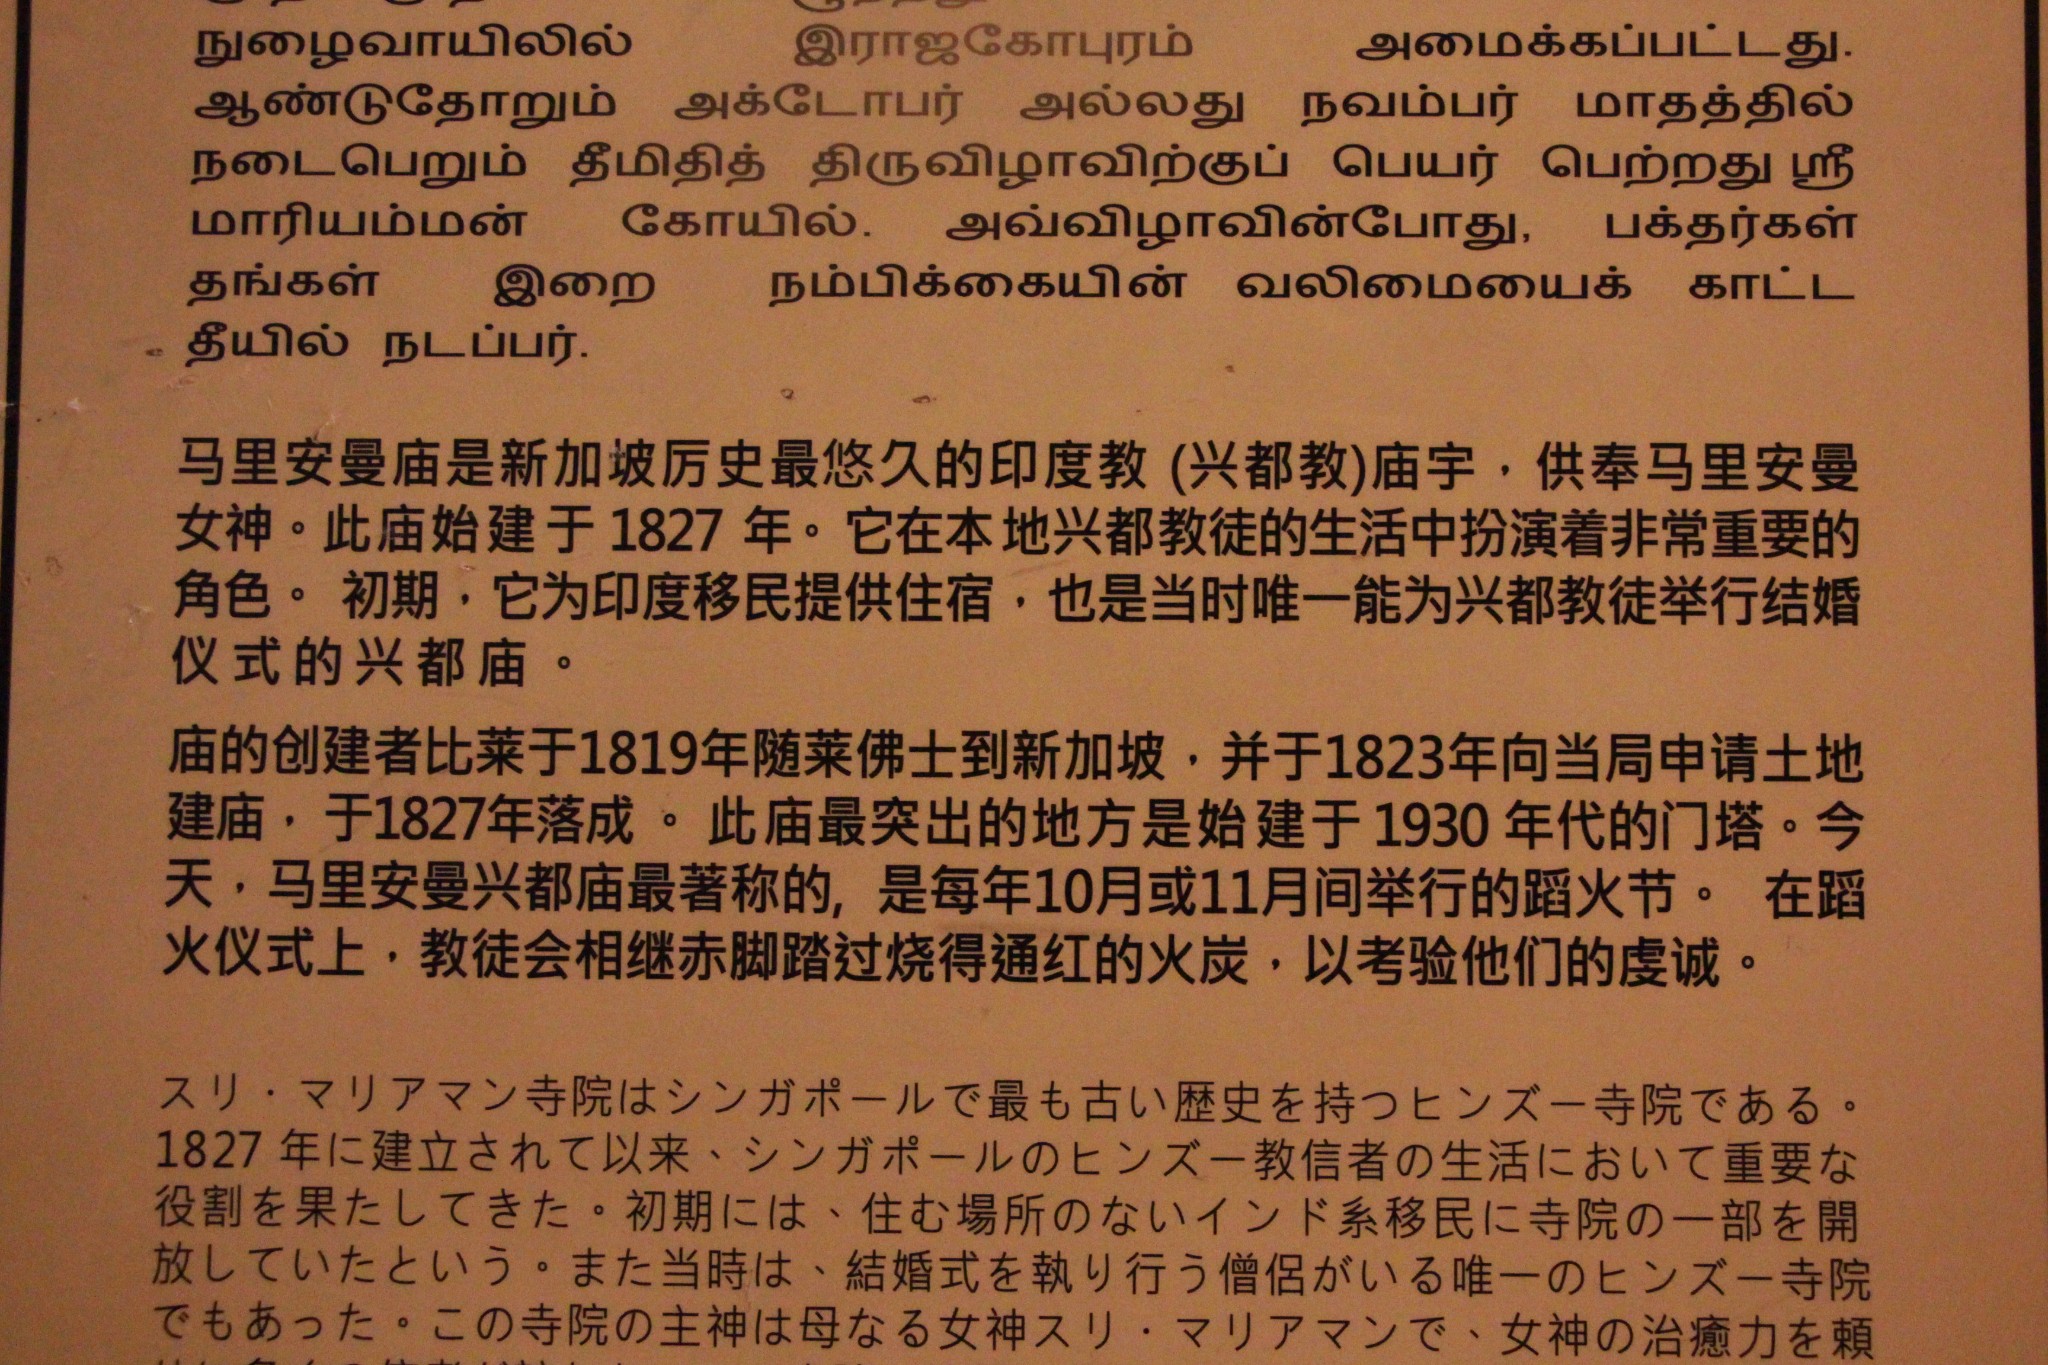 நுழைவாயிலில் இராஜகோபுரம் அமைக்கப்பட்டது.
ஆண்டுதோறும் அக்டோபர் அல்லது நவம்பர் மாதத்தில்
நடைபெறும் தீமிதித் திருவிழாவிற்குப் பெயர் பெற்றது ஸ்ரீ
மாரியம்மன் கோயில். அவ்விழாவின்போது, பக்தர்கள்
தங்கள் இறை நம்பிக்கையின் வலிமையைக் காட்ட
தீயில் நடப்பர்.
马里安曼庙是新加坡厉史最悠久的印度教 (兴都教)庙宇，供奉马里安曼
女神。此庙始建于 1827 年。它在本地兴都教徒的生活中扮演着非常重要的
角色。 初期，它为印度移民提供住宿，也是当时唯一能为兴都教徒举行结婚
仪式的兴都庙。
庙的创建者比莱于1819年随莱佛士到新加坡，并于1823年向当局申请土地
建庙，于1827年落成。 此庙最突出的地方是始建于 1930 年代的门塔。今
天，马里安曼兴都庙最著称的, 是每年10月或11月间举行的蹈火节。 在蹈
火仪式上，教徒会相继赤脚踏过烧得通红的火炭，以考验他们的虔诚。
スリ・マリアマン寺院はシンガポールで最も古い歴史を持つヒンズー寺院である。
1827 年に建立されて以来、シンガポールのヒンズー教信者の生活において重要な
役割を果たしてきた。初期には、住む場所のないインド系移民に寺院の一部を開
放していたという。また当時は、結婚式を執り行う僧侶がいる唯一のヒンズー寺院
でもあった。この寺院の主神は母なる女神スリ・マリアマンで、女神の治癒力を頼